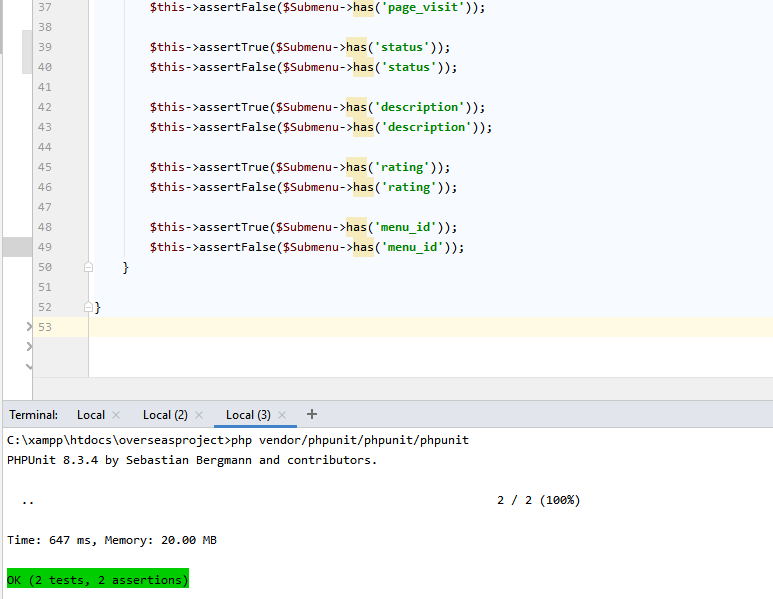 37 $this->assertFalse($Submenu->has('page_visit'));
38
39 $this->assertTrue($Submenu->has('status'));
40 $this->assertFalse($Submenu->has('status'));
41
42 $this->assertTrue($Submenu->has('description'));
43 $this->assertFalse($Submenu->has('description'));
44
45 $this->assertTrue($Submenu->has('rating'));
46 $this->assertFalse($Submenu->has('rating'));
47
48 $this->assertTrue($Submenu->has('menu_id'));
49 $this->assertFalse($Submenu->has('menu_id'));
50 }
51
52 }
53
Terminal: Local × Local (2) × Local (3) × +
C:\xampp\htdocs\overseasproject>php vendor/phpunit/phpunit/phpunit
PHPUnit 8.3.4 by Sebastian Bergmann and contributors.
.. 2 / 2 (100%)
Time: 647 ms, Memory: 20.00 MB
OK (2 tests, 2 assertions)